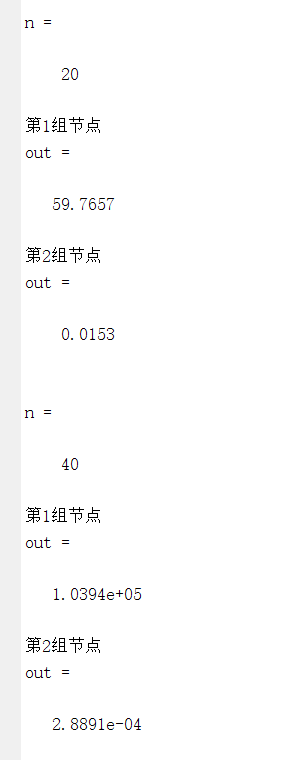 n =
20
第1组节点
out =
59.7657
第2组节点
out =
0.0153
n =
40
第1组节点
out =
1.0394e+05
第2组节点
out =
2.8891e-04